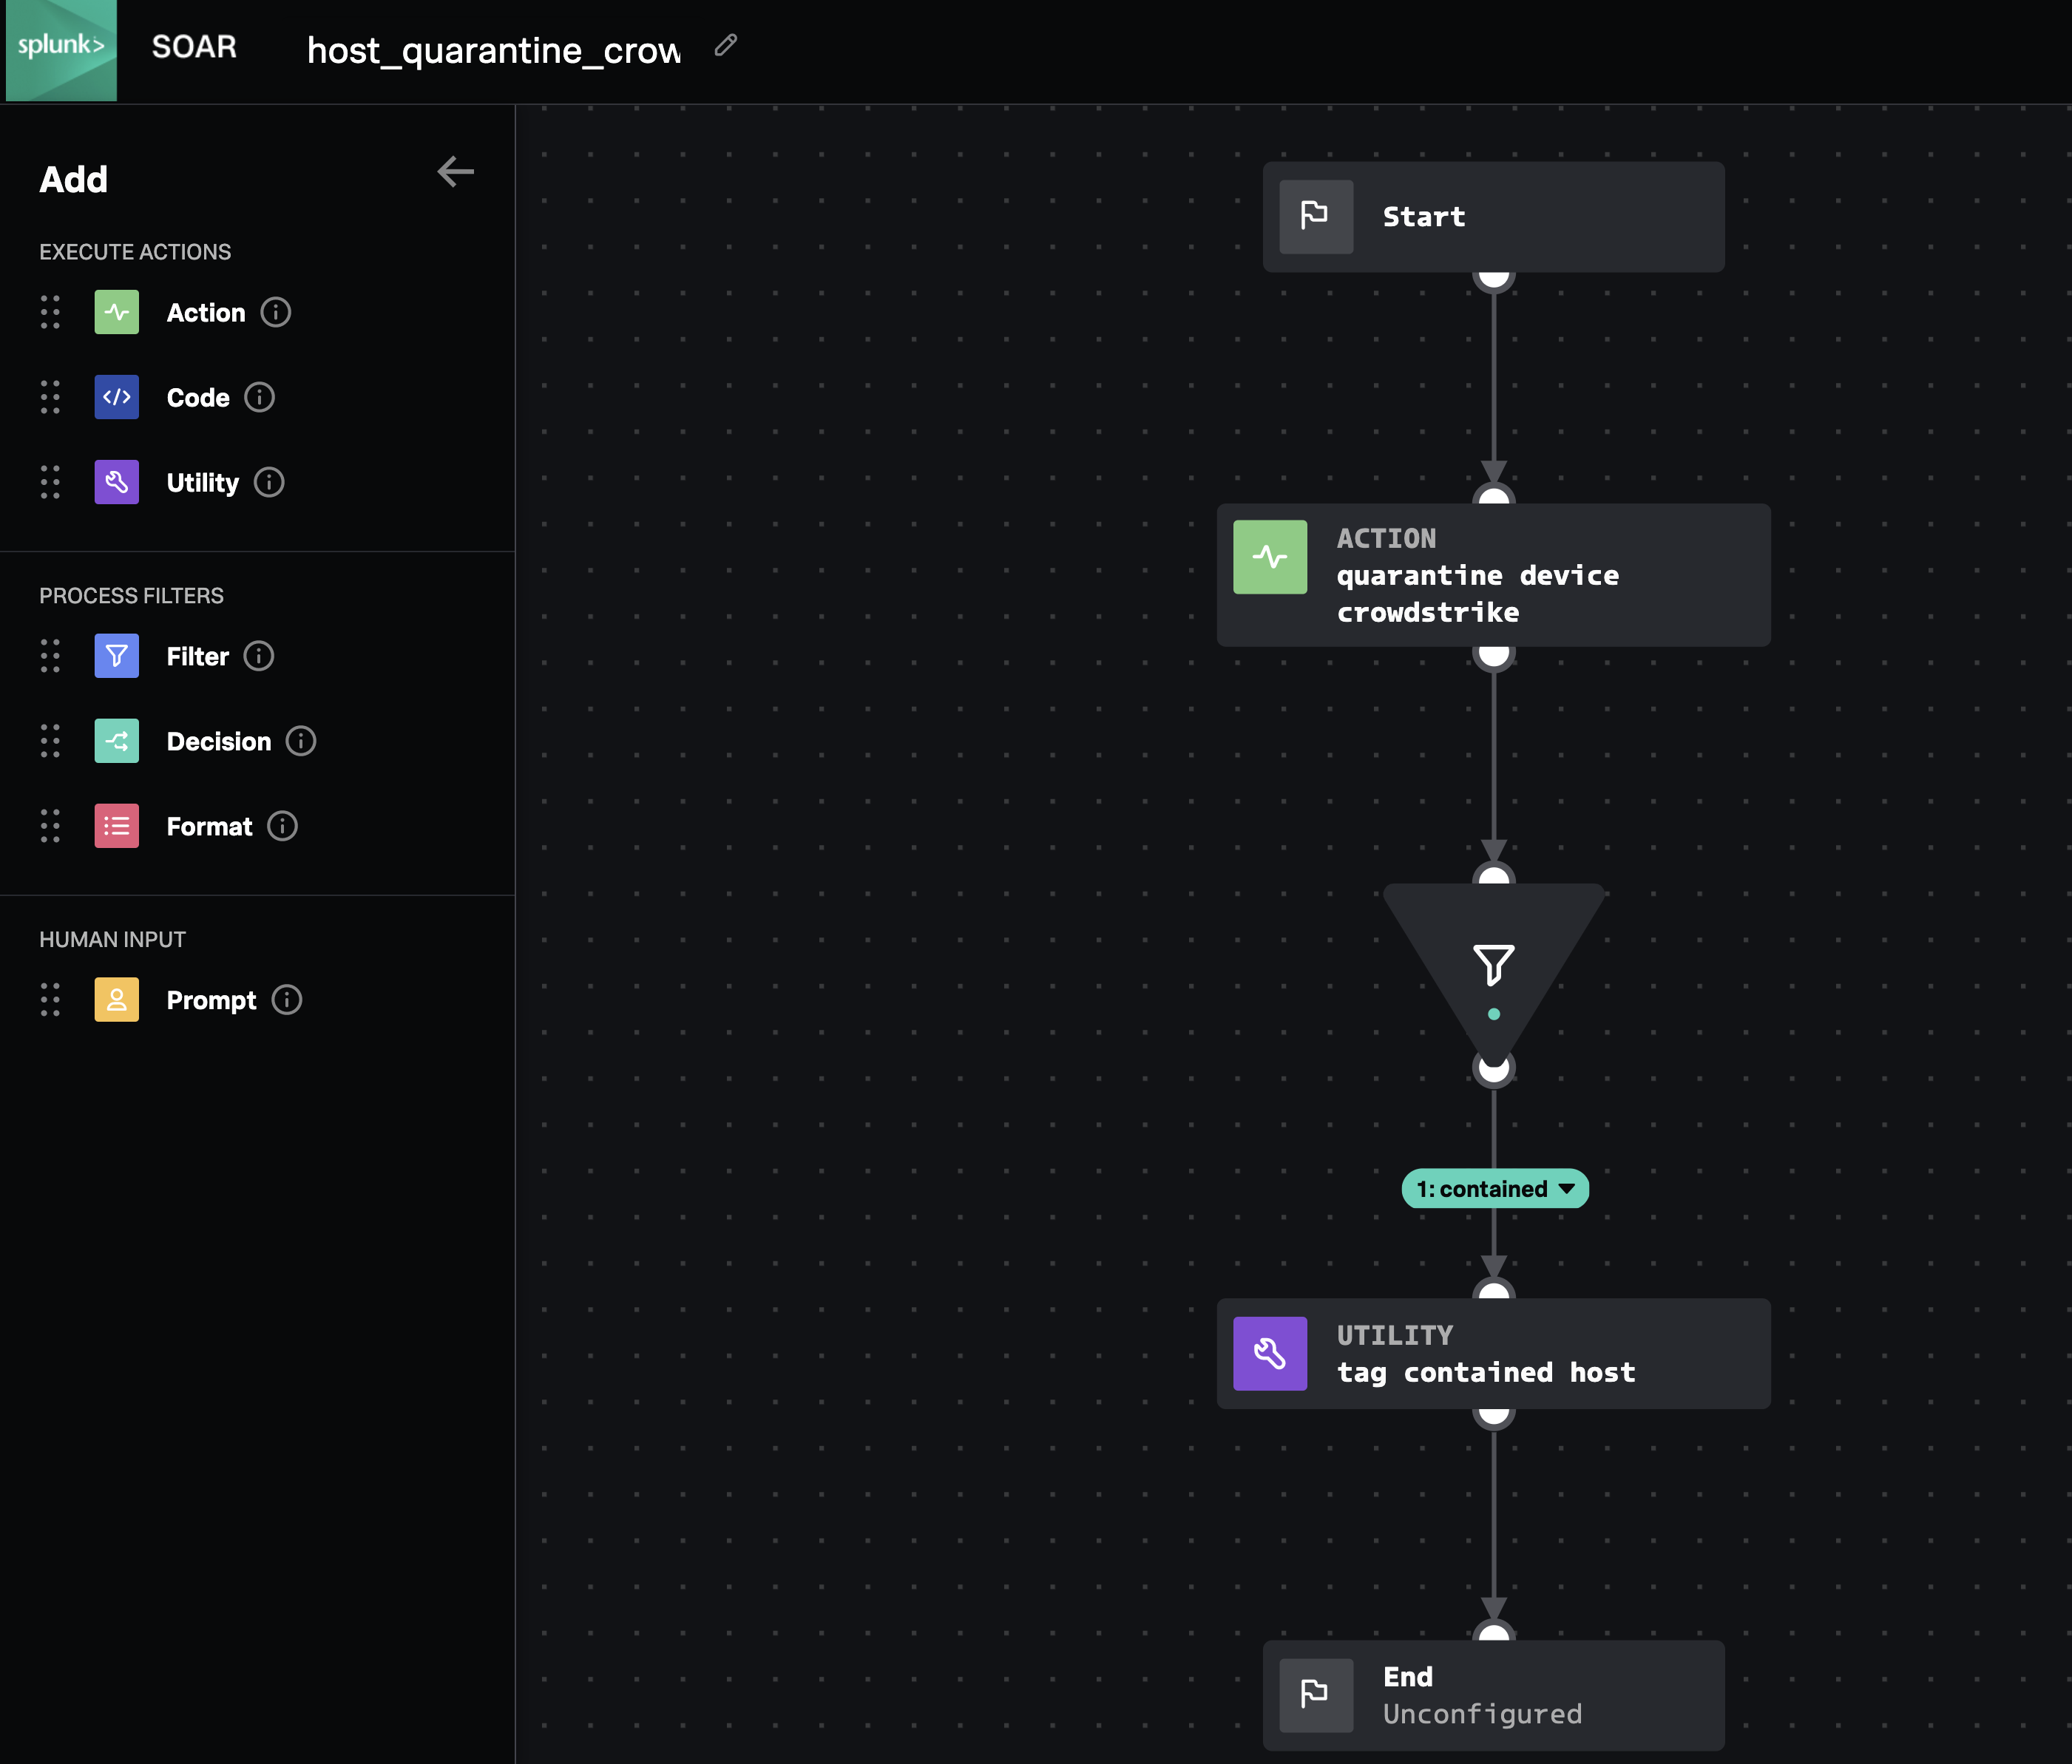 splunk>
SOAR
host_quarantine_crow
Add
EXECUTE ACTIONS
Action
Code
Utility
PROCESS FILTERS
Filter
Decision
Format
HUMAN INPUT
Prompt
Start
ACTION
quarantine device
crowdstrike
1: contained
UTILITY
tag contained host
End
Unconfigured